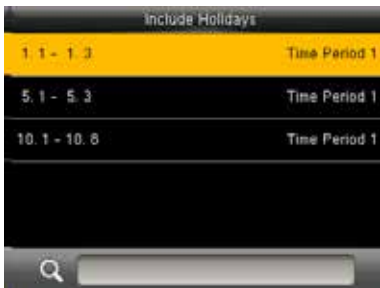 Include Holidays
1. 1 - 1. 3 Time Period 1
5. 1 - 5. 3 Time Period 1
10. 1 - 10. 8 Time Period 1